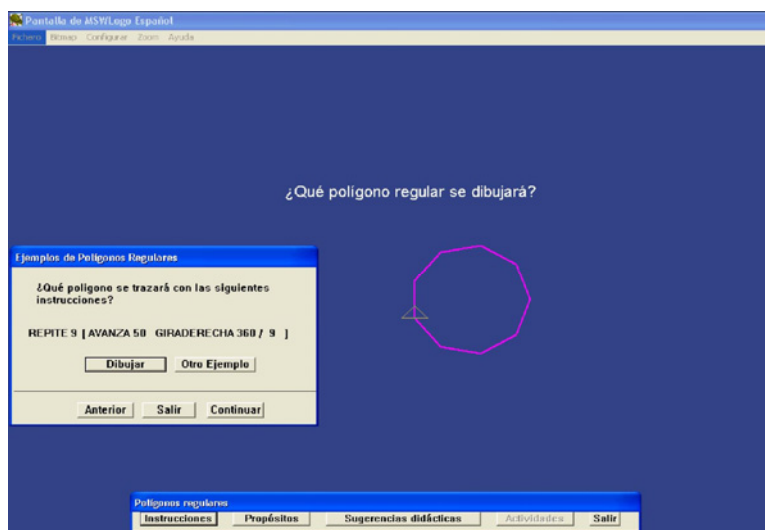 Pantalla de MSWLogo Español
Fichero Bitmap Configurar Zoom Ayuda
¿Qué polígono regular se dibujará?
Ejemplos de Polígonos Regulares
¿Qué polígono se trazará con las siguientes
instrucciones?
REPITE 9 [ AVANZA 50 GIRADERECHA 360 / 9 ]
Dibujar Otro Ejemplo
Anterior Salir Continuar
Polígonos regulares
Instrucciones Propósitos Sugerencias didácticas Actividades Salir